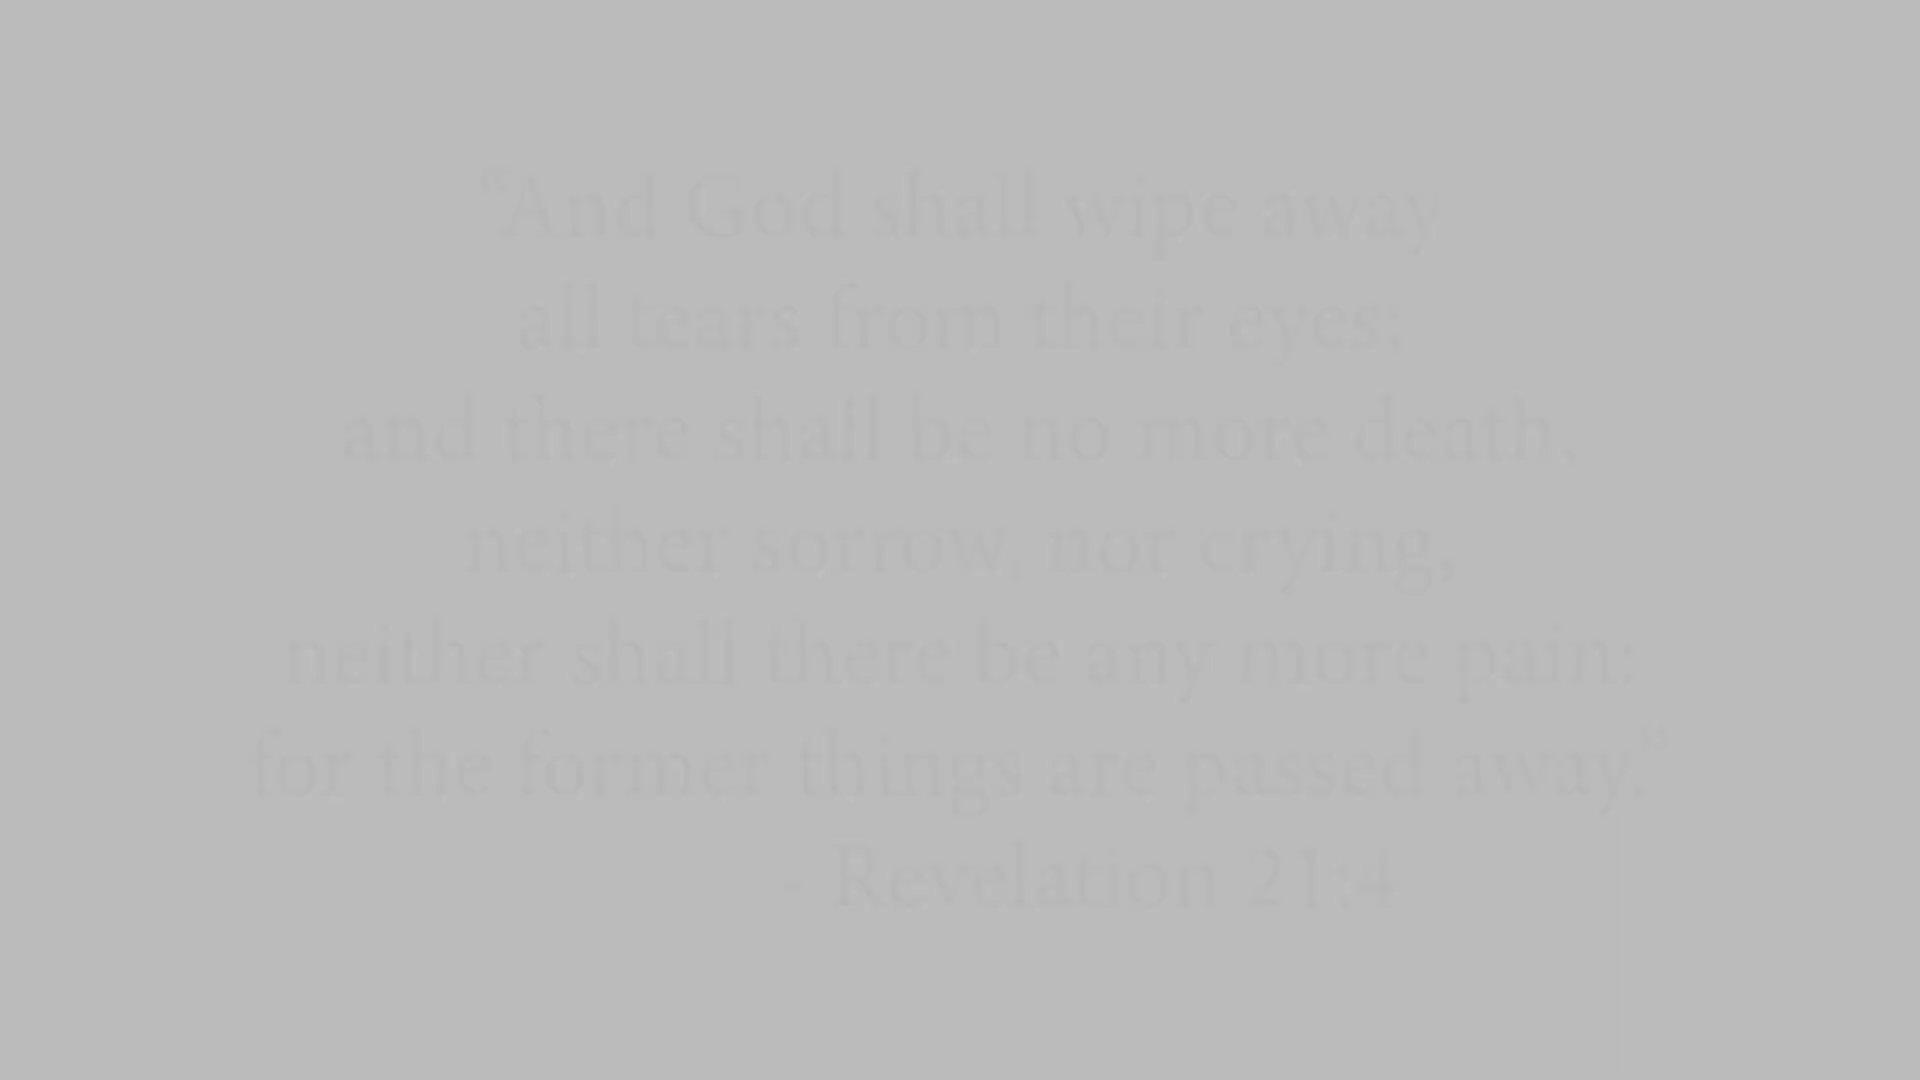 "And God shall wipe away
all tears from their eyes;
and there shall be no more death,
neither sorrow, nor crying,
neither shall there be any more pain:
for the former things are passed away."
- Revelation 21:4